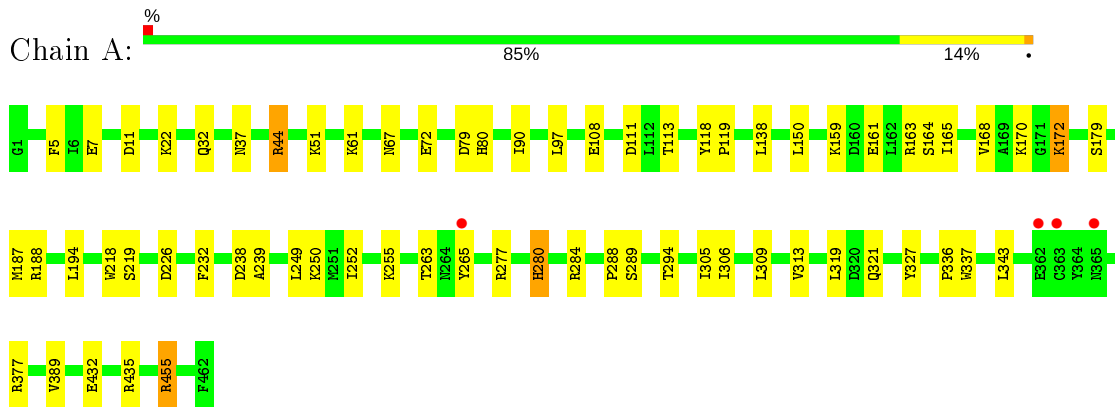 %
Chain A:
85% 14% •
G1 F5 I6 E7 D11 K22 Q32 N37 R44 K51 K61 N67 E72 D79 H80 I90 L97 E108 D111 L112 T113 Y118 P119 L138 L150 K159 D160 E161 L162 R163 S164 I165 V168 A169 K170 G171 K172 S179
M187 R188 L194 W218 S219 D226 F232 D238 A239 L249 K250 M251 I252 K255 T263 N264 Y265 R277 H280 R284 P288 S289 T294 I305 I306 L309 V313 L319 D320 Q321 Y327 P336 W337 L343 E362 G363 Y364 N365
R377 V389 E432 R435 R455 F462